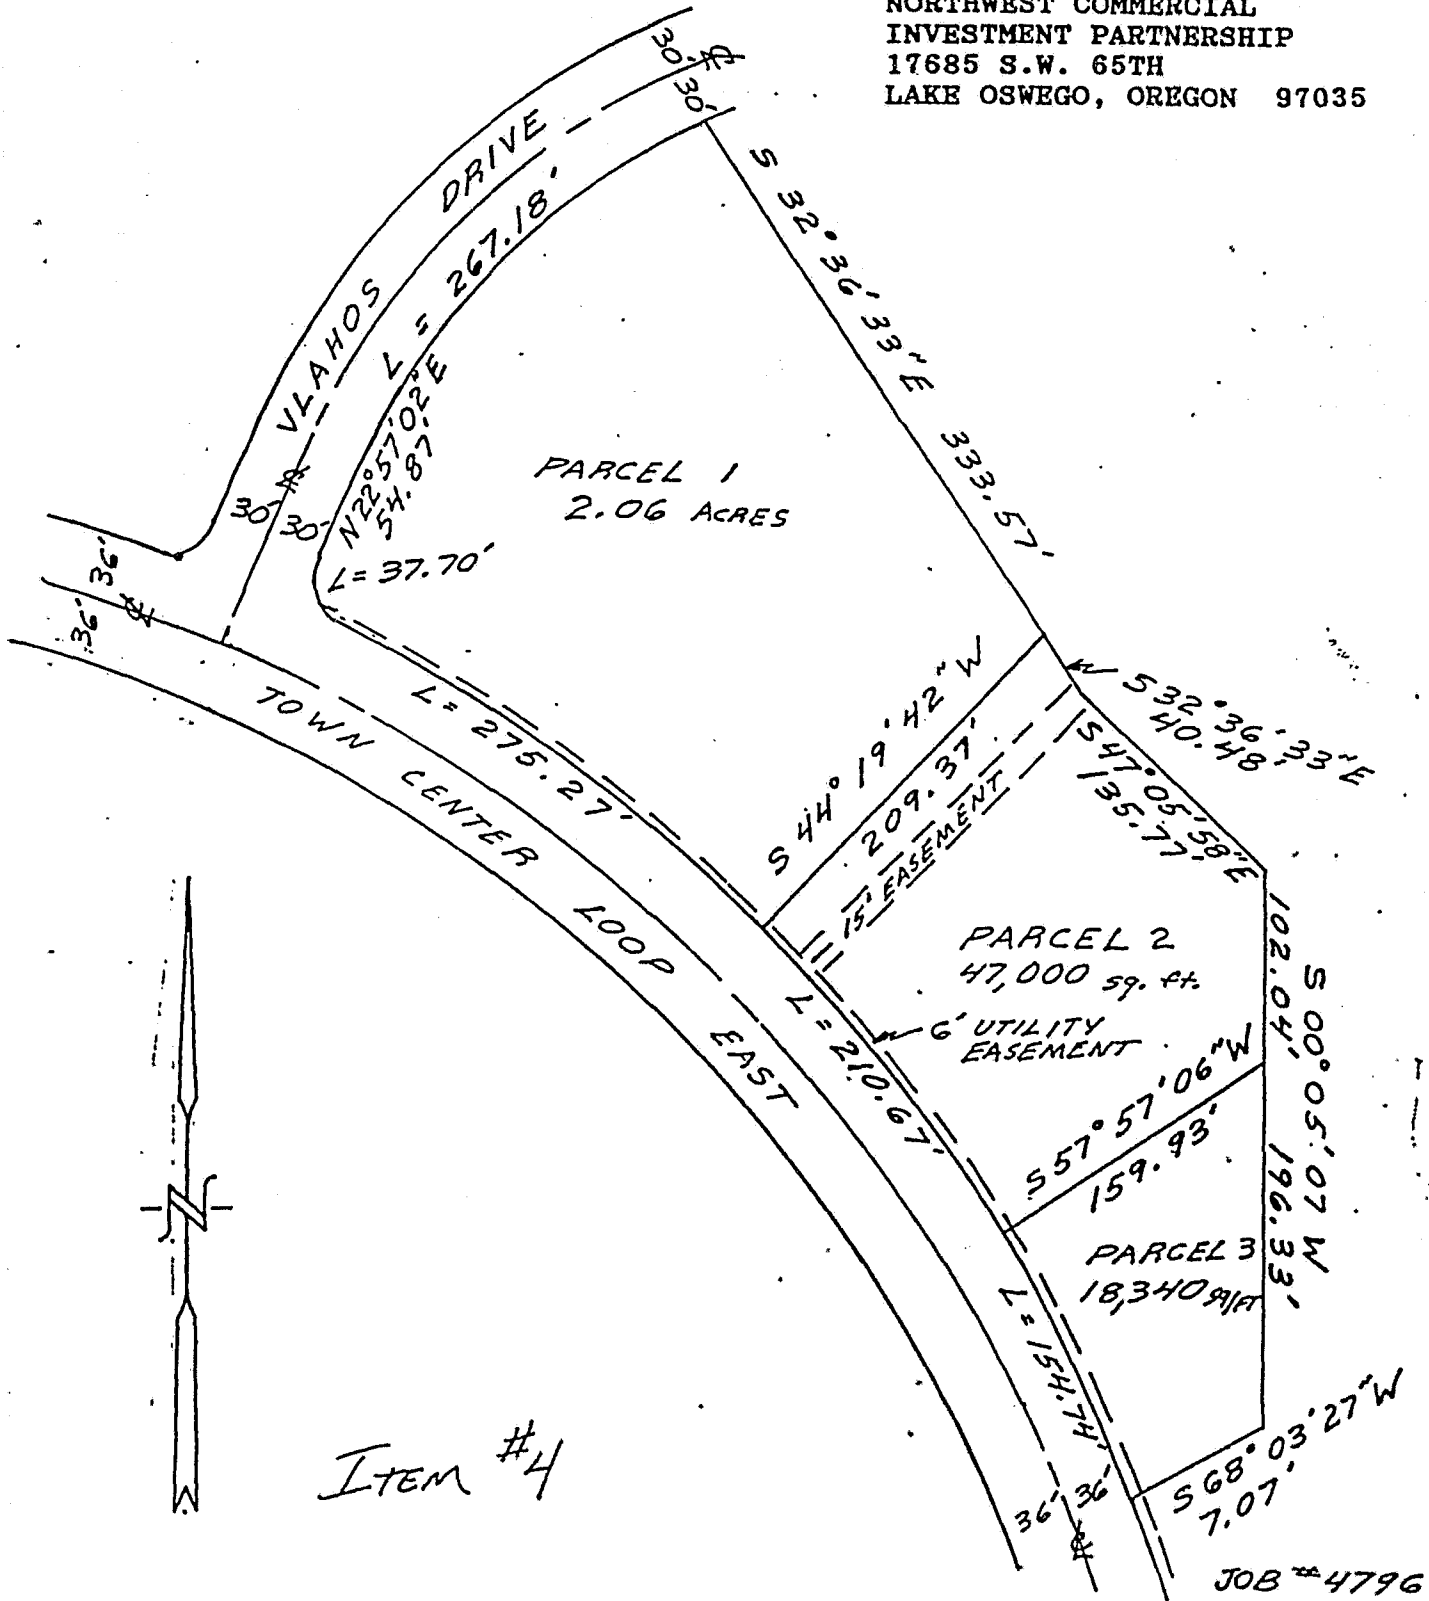 NORTHWEST COMMERCIAL
INVESTMENT PARTNERSHIP
17685 S.W. 65TH
LAKE OSWEGO, OREGON 97035
30'
30'
VLAHOS DRIVE
L = 267.18'
N 22°57'02"E
54.87'
30' 30'
L = 37.70'
36' 36'
S 32°36'33"E 333.57'
PARCEL 1
2.06 ACRES
TOWN CENTER LOOP EAST
L = 275.27'
S 44°19'42"W
209.37'
S 32°36'33"E
40.48'
15' EASEMENT
S 47°05'58"E
135.77'
PARCEL 2
47,000 sq. ft.
102.04'
S 00°05'07 W 196.33'
6' UTILITY
EASEMENT
L = 210.67'
S 57°57'06"W
159.93'
PARCEL 3
18,340 sq/ft
L = 154.74'
36' 36'
S 68°03'27"W
7.07'
N
ITEM #4
JOB #4796